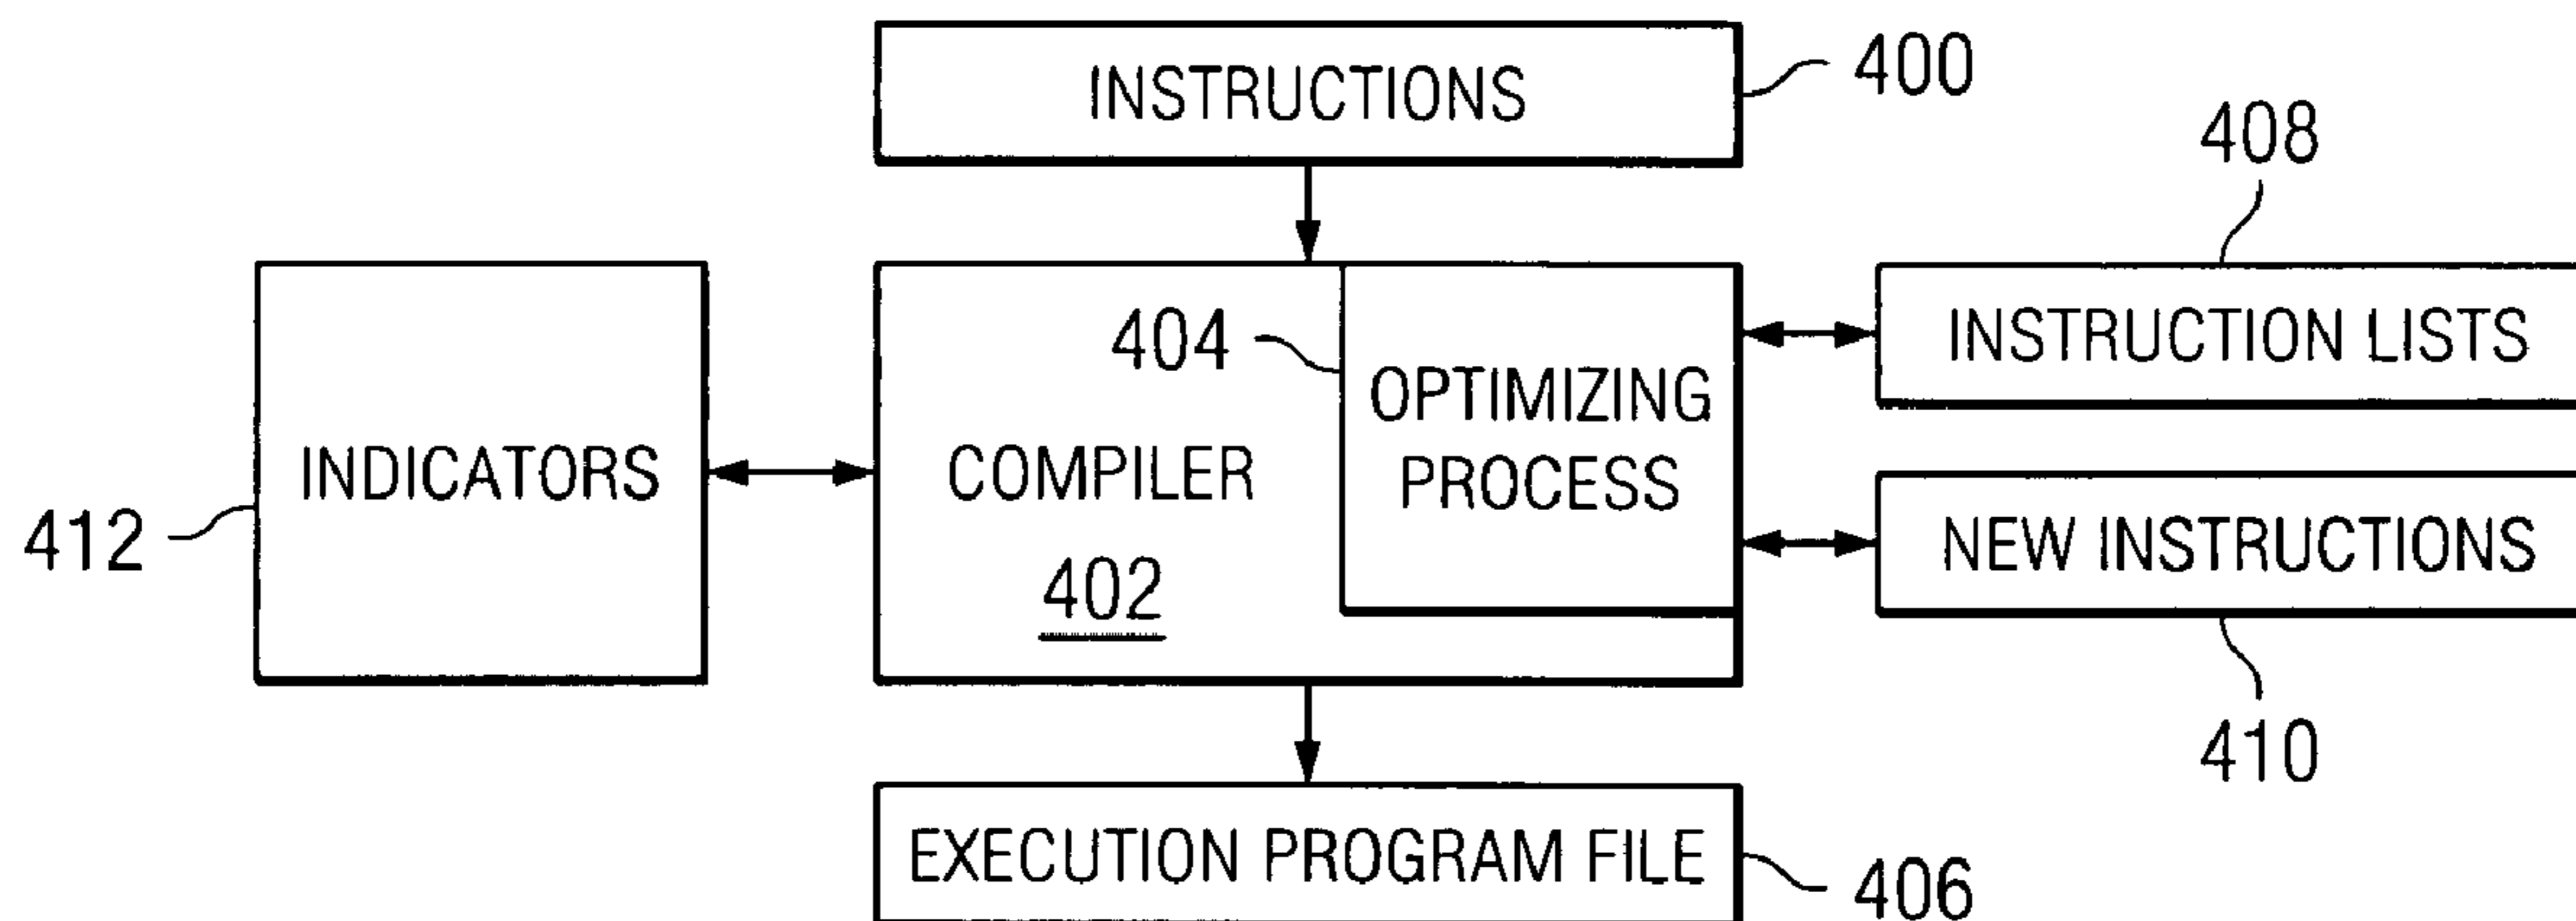 INSTRUCTIONS
400
408
INSTRUCTION LISTS
404
OPTIMIZING
PROCESS
INDICATORS
COMPILER
412
402
NEW INSTRUCTIONS
410
EXECUTION PROGRAM FILE
406